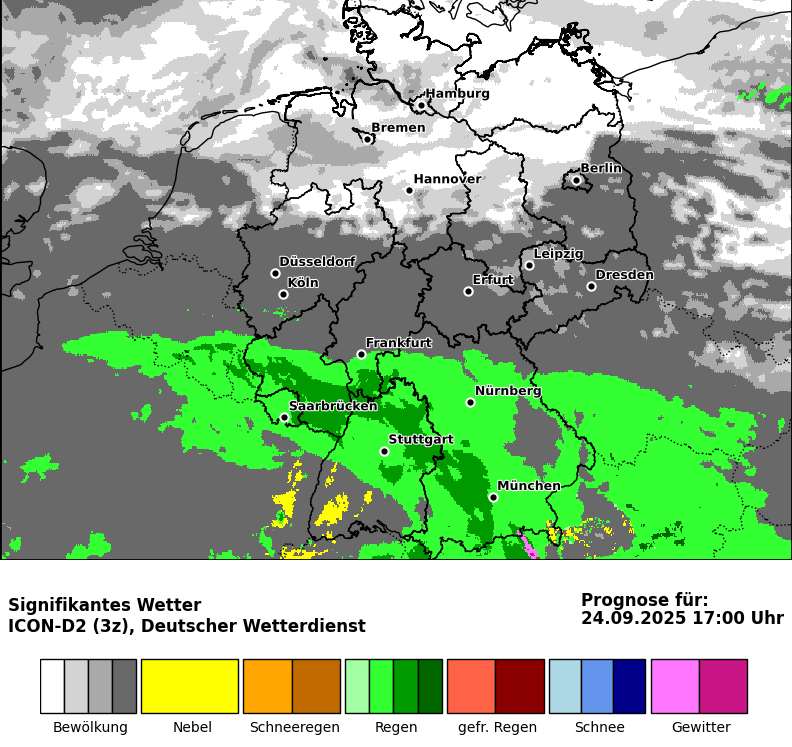 Hamburg
Bremen
Berlin
Hannover
Leipzig
Düsseldorf
Dresden
Köln
Erfurt
Frankfurt
Nürnberg
Saarbrücken
Stuttgart
München
Signifikantes Wetter
ICON-D2 (3z), Deutscher Wetterdienst
Prognose für:
24.09.2025 17:00 Uhr
Bewölkung
Nebel
Schneeregen
Regen
gefr. Regen
Schnee
Gewitter